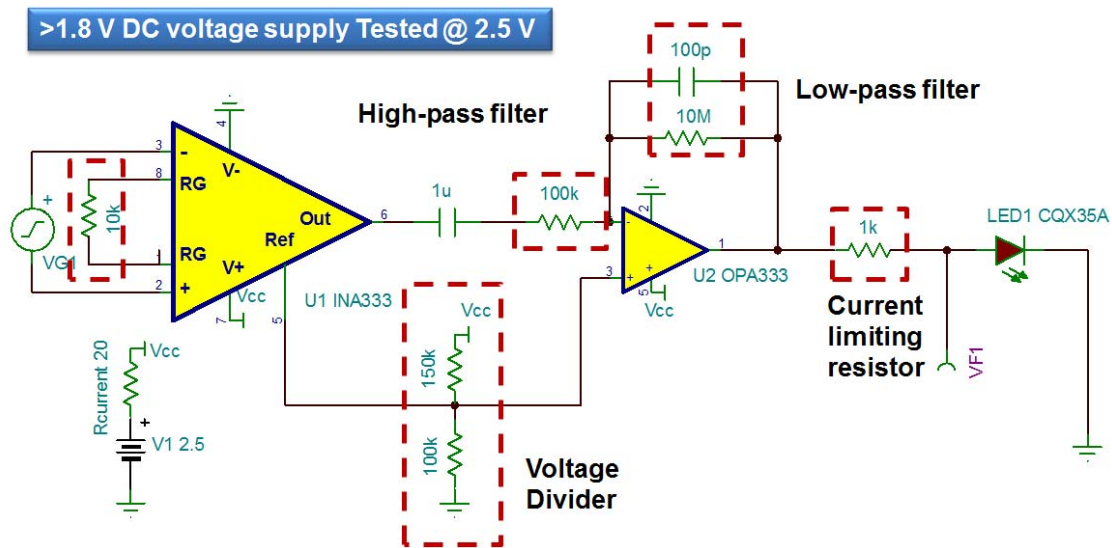 >1.8 V DC voltage supply Tested @ 2.5 V
100p
Low-pass filter
High-pass filter
10M
4
3
-
V-
8
RG
+
10k
VG1
Out
6
1u
100k
-
2
Ref
1
RG
V+
+
2
Vcc
7
5
U1 INA333
3
+
+
5
Vcc
1
U2 OPA333
1k
LED1 CQX35A
Current
limiting
resistor
VF1
Vcc
150k
100k
Voltage
Divider
Vcc
Rcurrent 20
+
V1 2.5